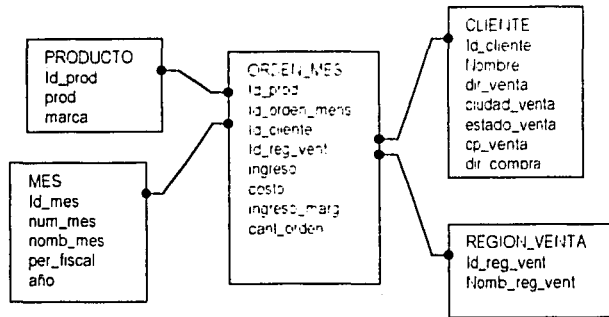 PRODUCTO
Id_prod
prod
marca
MES
Id_mes
num_mes
nomb_mes
per_fiscal
año
ORDEN_MES
Id_prod
Id_orden_mens
Id_cliente
Id_reg_vent
ingreso
costo
ingreso_marg
cant_orden
CLIENTE
Id_cliente
Nombre
dir_venta
ciudad_venta
estado_venta
cp_venta
dir_compra
REGION_VENTA
Id_reg_vent
Nomb_reg_vent